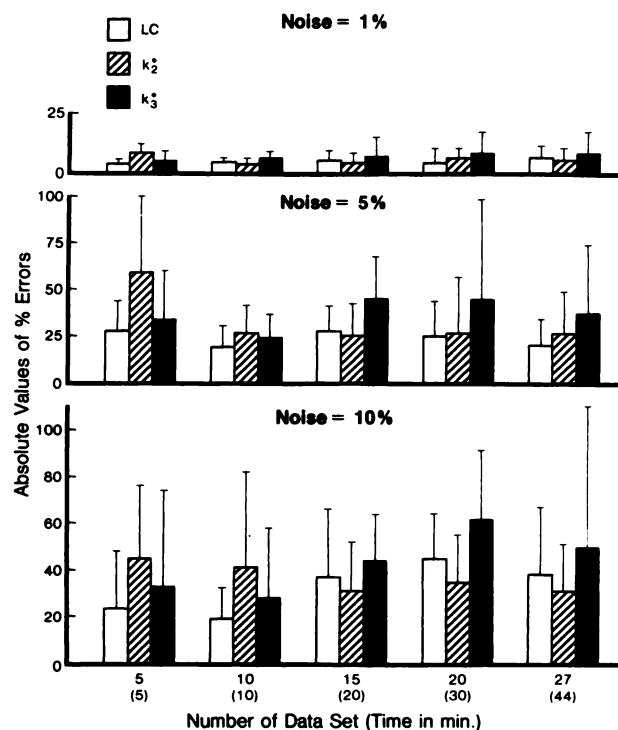 Noise = 1%
LC
k₂*
k₃*
25
0
Noise = 5%
100
75
50
25
0
Noise = 10%
100
80
60
40
20
0
Absolute Values of % Errors
5 10 15 20 27
(5) (10) (20) (30) (44)
Number of Data Set (Time in min.)